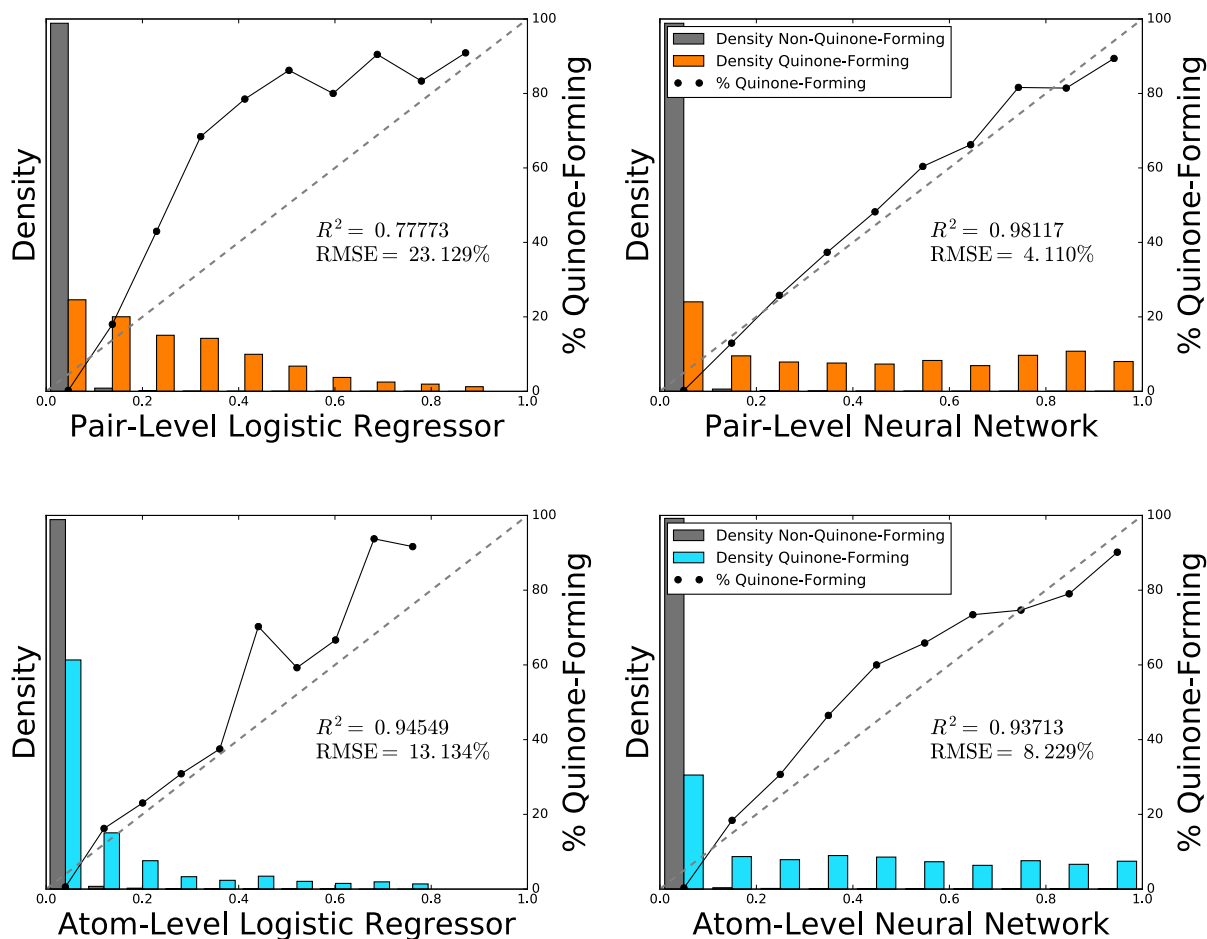 100
80
60
40
20
0
Density
% Quinone-Forming
R² = 0.77773
RMSE = 23.129%
0.0 0.2 0.4 0.6 0.8 1.0
Pair-Level Logistic Regressor
Density Non-Quinone-Forming
Density Quinone-Forming
% Quinone-Forming
100
80
60
40
20
0
Density
% Quinone-Forming
R² = 0.98117
RMSE = 4.110%
0.0 0.2 0.4 0.6 0.8 1.0
Pair-Level Neural Network
100
80
60
40
20
0
Density
% Quinone-Forming
R² = 0.94549
RMSE = 13.134%
0.0 0.2 0.4 0.6 0.8 1.0
Atom-Level Logistic Regressor
Density Non-Quinone-Forming
Density Quinone-Forming
% Quinone-Forming
100
80
60
40
20
0
Density
% Quinone-Forming
R² = 0.93713
RMSE = 8.229%
0.0 0.2 0.4 0.6 0.8 1.0
Atom-Level Neural Network